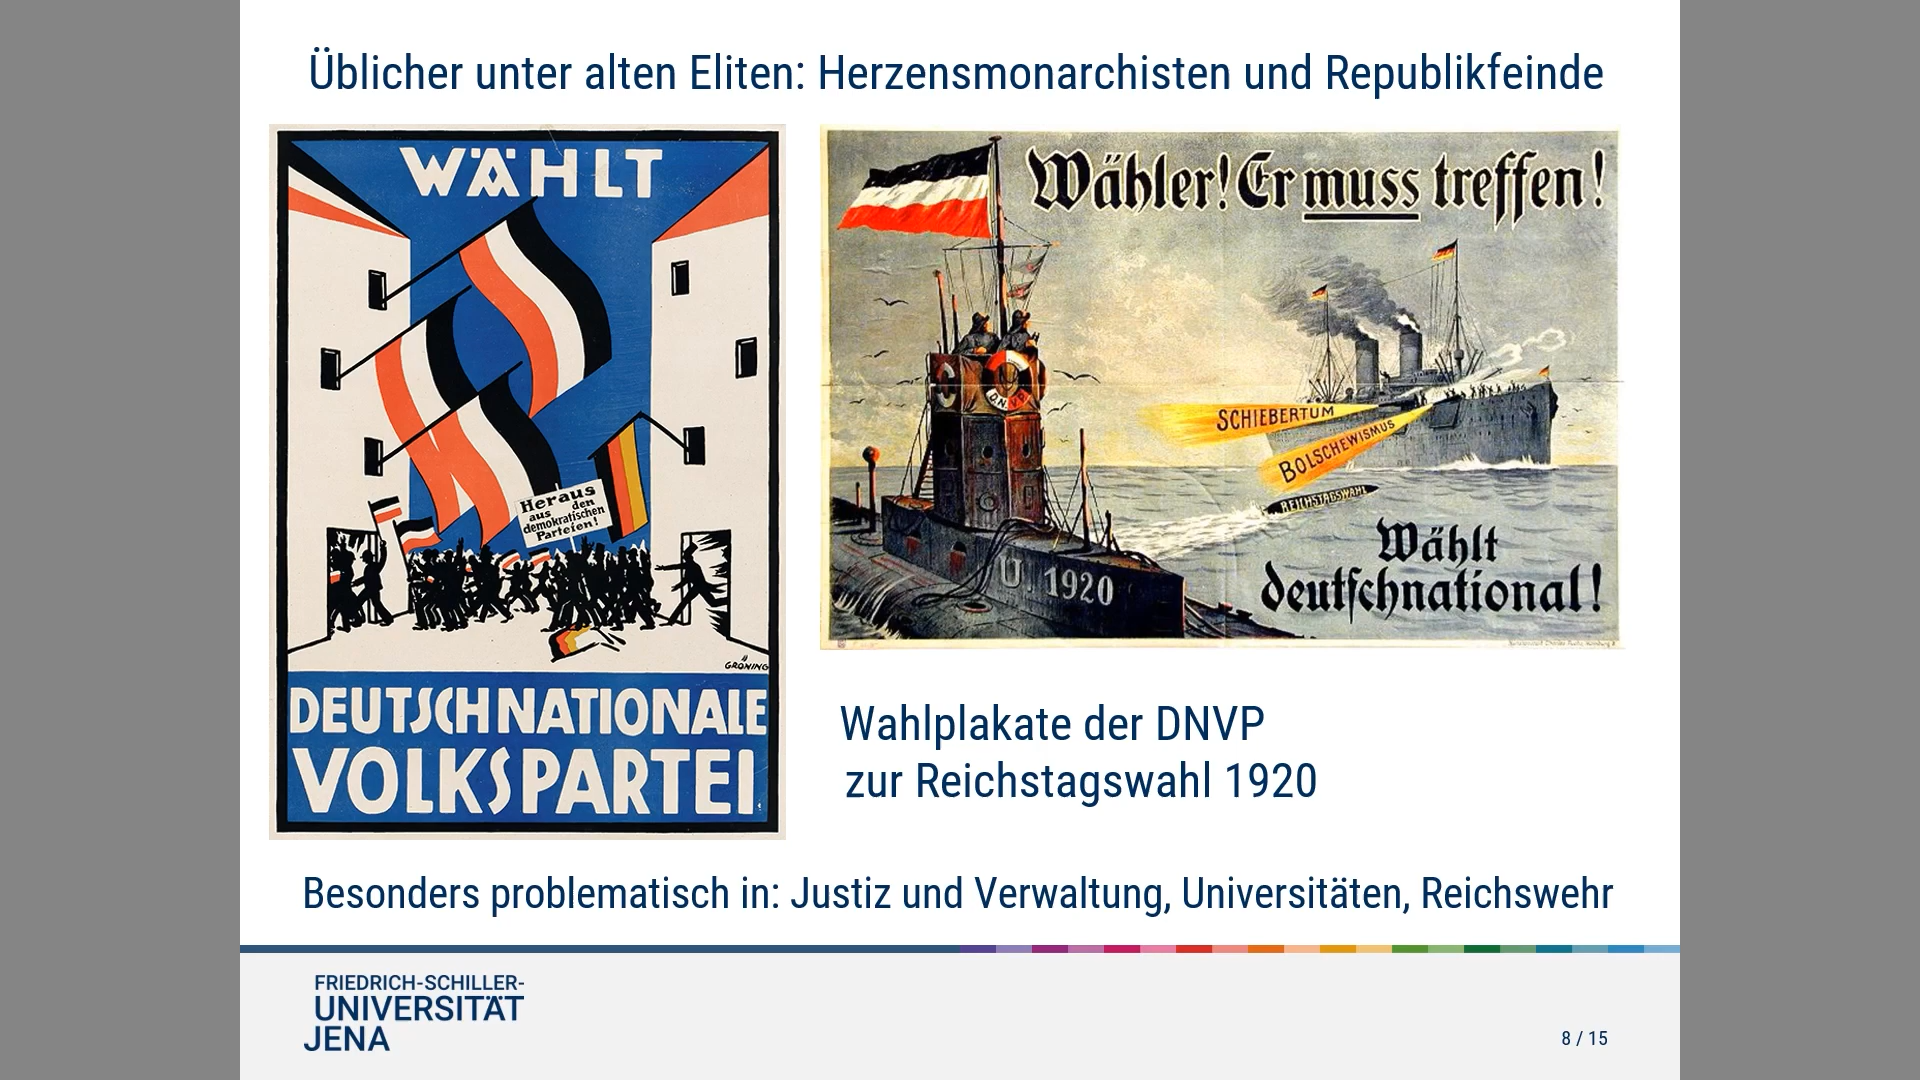 Üblicher unter alten Eliten: Herzensmonarchisten und Republikfeinde
WÄHLT
Heraus
aus den
demokratischen
Parteien!
GRÖNING
DEUTSCHNATIONALE
VOLKSPARTEI
Wähler! Er muss treffen!
D.N.V.P.
SCHIEBERTUM
BOLSCHEWISMUS
REICHSTAGSWAHL
U. 1920
Wählt
deutschnational!
Wahlplakate der DNVP
zur Reichstagswahl 1920
Besonders problematisch in: Justiz und Verwaltung, Universitäten, Reichswehr
FRIEDRICH-SCHILLER-
UNIVERSITÄT
JENA
8 / 15